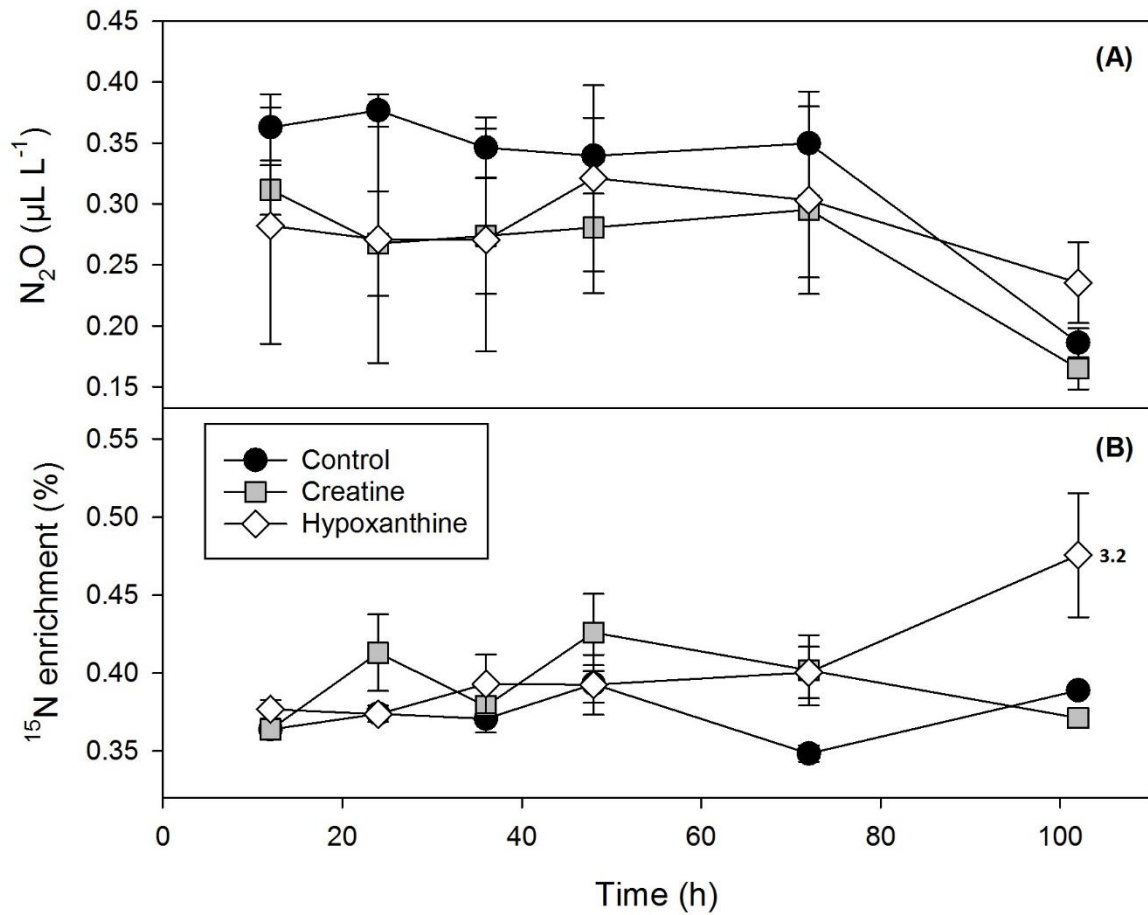 0.45
(A)
0.40
0.35
0.30
0.25
0.20
0.15
N₂O (µL L⁻¹)
0.55
(B)
0.50
0.45
0.40
0.35
¹⁵N enrichment (%)
Control
Creatine
Hypoxanthine
3.2
0 20 40 60 80 100
Time (h)